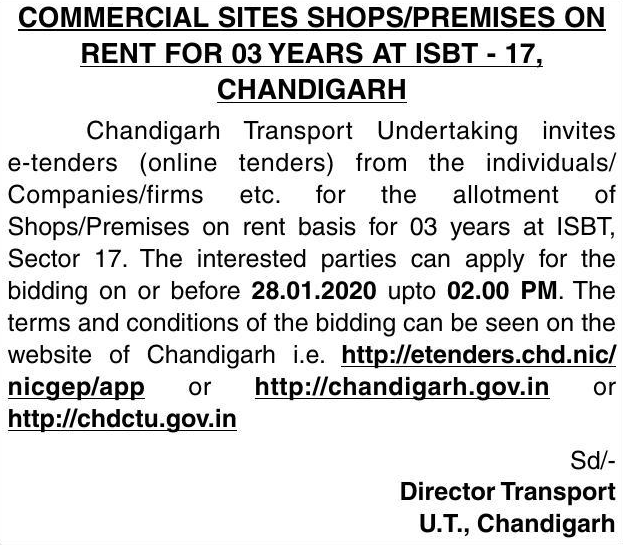 COMMERCIAL SITES SHOPS/PREMISES ON
RENT FOR 03 YEARS AT ISBT - 17,
CHANDIGARH
Chandigarh Transport Undertaking invites
e-tenders (online tenders) from the individuals/
Companies/firms etc. for the allotment of
Shops/Premises on rent basis for 03 years at ISBT,
Sector 17. The interested parties can apply for the
bidding on or before 28.01.2020 upto 02.00 PM. The
terms and conditions of the bidding can be seen on the
website of Chandigarh i.e. http://etenders.chd.nic/
nicgep/app or http://chandigarh.gov.in or
http://chdctu.gov.in
Sd/-
Director Transport
U.T., Chandigarh